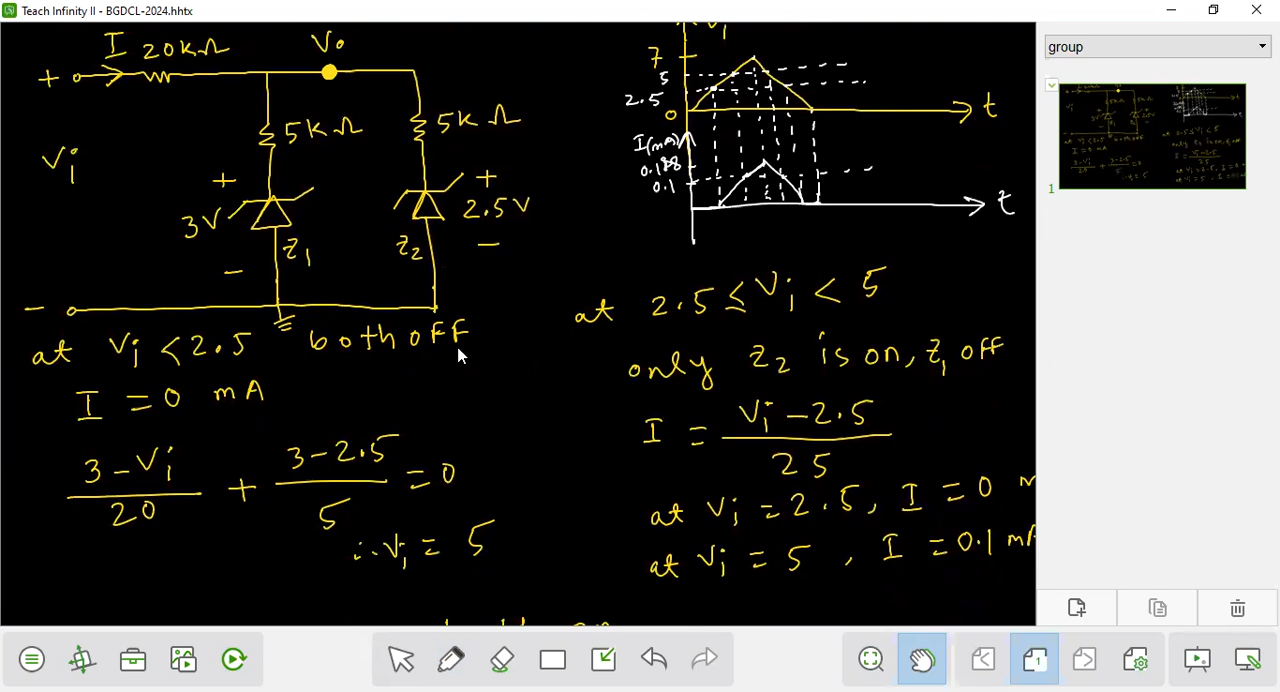 Teach Infinity II - BGDCL-2024.hhtx
group
I 20kΩ Vo
+
Vi
5kΩ
5kΩ
+ 3V - Z1
Z2 + 2.5V -
-
Vi
7
5
2.5
0
t
I(mA)
0.188
0.1
t
at Vi < 2.5 both off
I = 0 mA
3-Vi/20 + 3-2.5/5 = 0
∴ Vi = 5
at 2.5 ≤ Vi < 5
only Z2 is on, Z1 off
I = Vi-2.5/25
at Vi = 2.5, I = 0 m
at Vi = 5, I = 0.1 mA
1
1